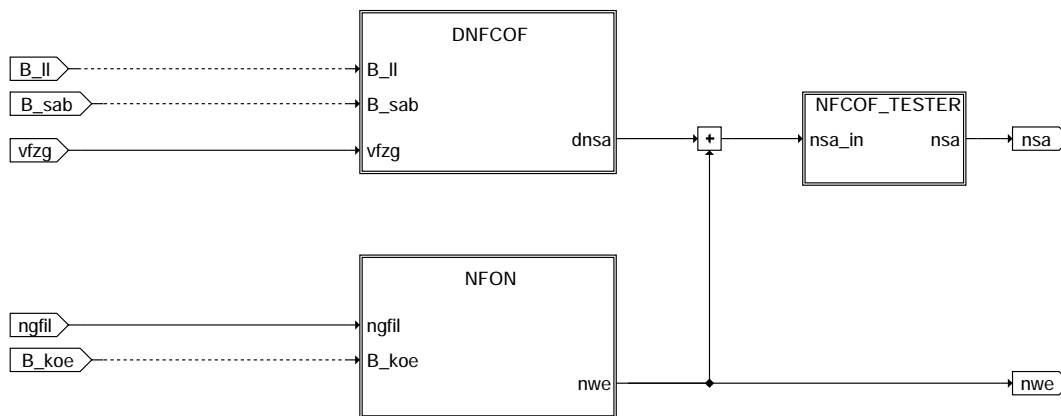 DNFCOF
B_ll
B_ll
B_sab
B_sab
NFCOF_TESTER
dnsa
+
nsa_in
nsa
nsa
vfzg
vfzg
NFON
ngfil
ngfil
B_koe
B_koe
nwe
nwe